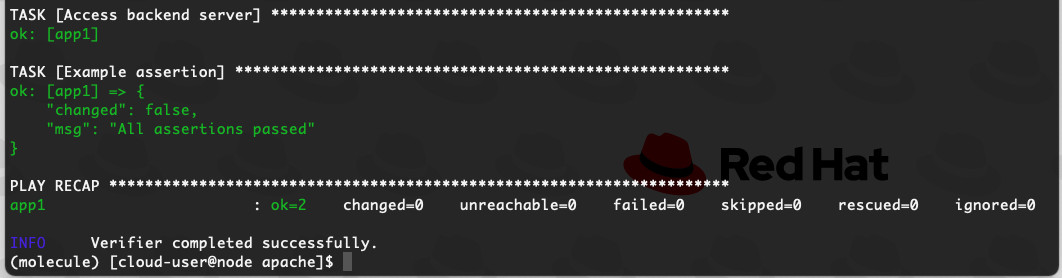 TASK [Access backend server] **************************************************
ok: [app1]
TASK [Example assertion] ******************************************************
ok: [app1] => {
    "changed": false,
    "msg": "All assertions passed"
}
Red Hat
PLAY RECAP ********************************************************************
app1                       : ok=2    changed=0    unreachable=0    failed=0    skipped=0    rescued=0    ignored=0
INFO     Verifier completed successfully.
(molecule) [cloud-user@node apache]$